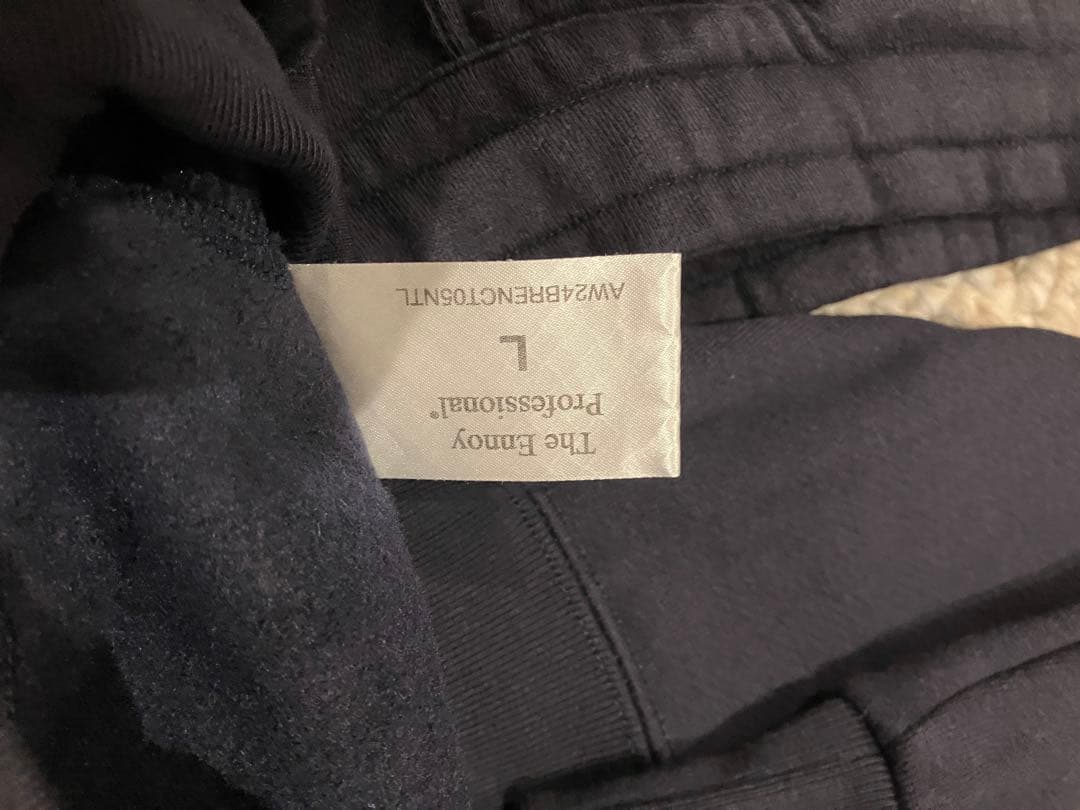 The Ennoy
Professional®
L
AW24BRENCT05NTL